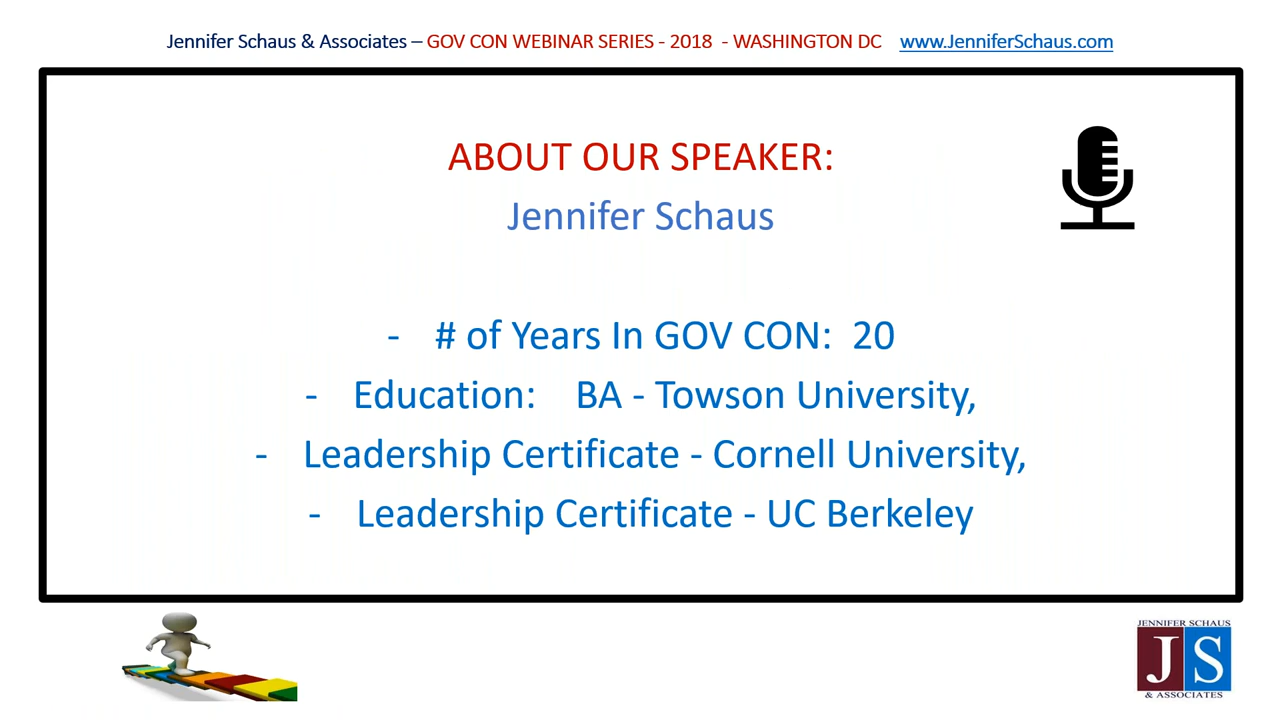 Jennifer Schaus & Associates – GOV CON WEBINAR SERIES - 2018 - WASHINGTON DC www.JenniferSchaus.com
ABOUT OUR SPEAKER:
Jennifer Schaus
- # of Years In GOV CON: 20
- Education: BA - Towson University,
- Leadership Certificate - Cornell University,
- Leadership Certificate - UC Berkeley
JENNIFER SCHAUS
J S
& ASSOCIATES